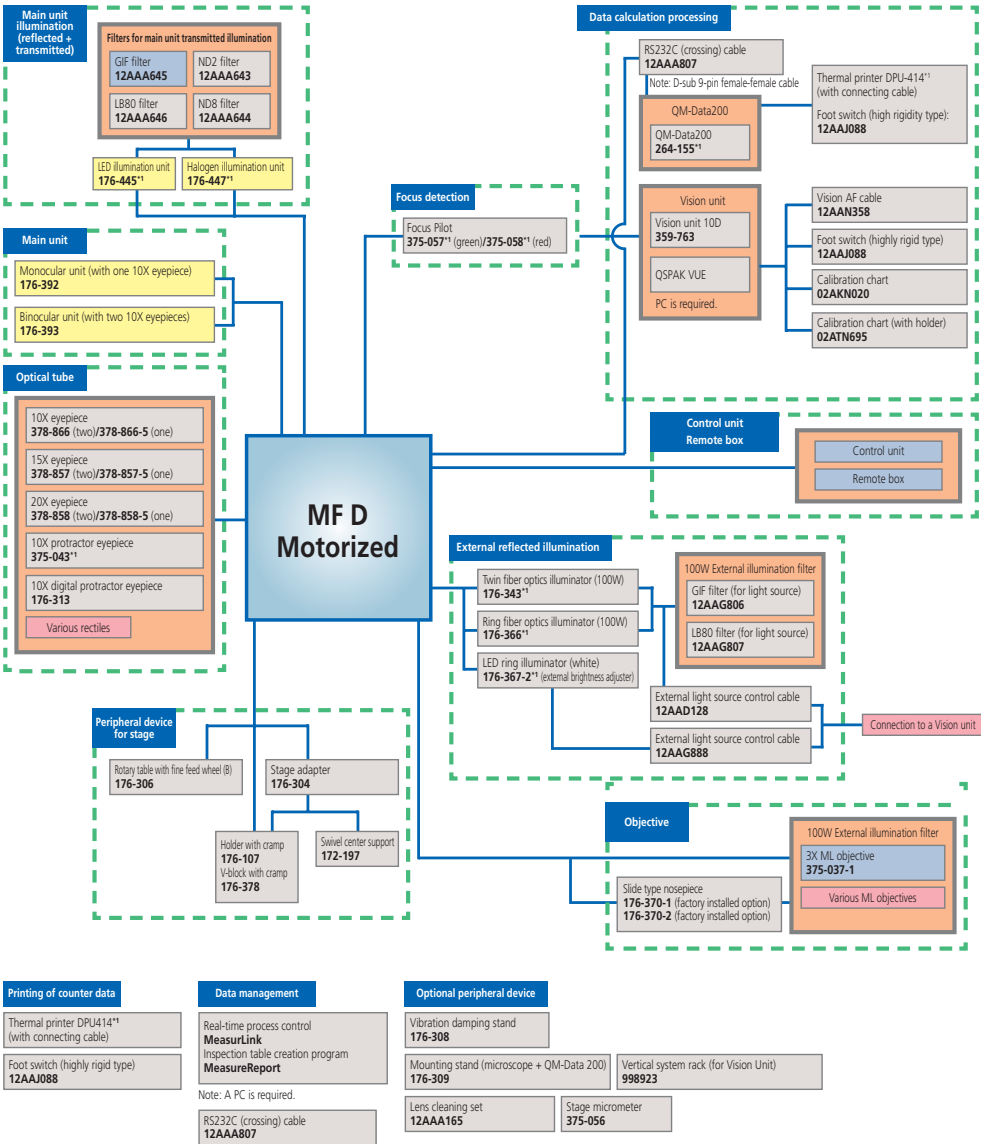 Main unit
illumination
(reflected +
transmitted)
Filters for main unit transmitted illumination
GIF filter
12AAA645
ND2 filter
12AAA643
LB80 filter
12AAA646
ND8 filter
12AAA644
LED illumination unit
176-445*1
Halogen illumination unit
176-447*1
Main unit
Monocular unit (with one 10X eyepiece)
176-392
Binocular unit (with two 10X eyepieces)
176-393
Optical tube
10X eyepiece
378-866 (two)/378-866-5 (one)
15X eyepiece
378-857 (two)/378-857-5 (one)
20X eyepiece
378-858 (two)/378-858-5 (one)
10X protractor eyepiece
375-043*1
10X digital protractor eyepiece
176-313
Various rectiles
Focus detection
Focus Pilot
375-057*1 (green)/375-058*1 (red)
Data calculation processing
RS232C (crossing) cable
12AAA807
Note: D-sub 9-pin female-female cable
QM-Data200
QM-Data200
264-155*1
Thermal printer DPU-414*1
(with connecting cable)
Foot switch (high rigidity type):
12AAJ088
Vision unit
Vision unit 10D
359-763
QSPAK VUE
PC is required.
Vision AF cable
12AAN358
Foot switch (highly rigid type)
12AAJ088
Calibration chart
02AKN020
Calibration chart (with holder)
02ATN695
Control unit
Remote box
Control unit
Remote box
MF D
Motorized
External reflected illumination
Twin fiber optics illuminator (100W)
176-343*1
Ring fiber optics illuminator (100W)
176-366*1
LED ring illuminator (white)
176-367-2*1 (external brightness adjuster)
100W External illumination filter
GIF filter (for light source)
12AAG806
LB80 filter (for light source)
12AAG807
External light source control cable
12AAD128
External light source control cable
12AAG888
Connection to a Vision unit
Peripheral device
for stage
Rotary table with fine feed wheel (B)
176-306
Stage adapter
176-304
Holder with cramp
176-107
V-block with cramp
176-378
Swivel center support
172-197
Objective
100W External illumination filter
3X ML objective
375-037-1
Various ML objectives
Slide type nosepiece
176-370-1 (factory installed option)
176-370-2 (factory installed option)
Printing of counter data
Thermal printer DPU414*1
(with connecting cable)
Foot switch (highly rigid type)
12AAJ088
Data management
Real-time process control
MeasurLink
Inspection table creation program
MeasureReport
Note: A PC is required.
RS232C (crossing) cable
12AAA807
Optional peripheral device
Vibration damping stand
176-308
Mounting stand (microscope + QM-Data 200)
176-309
Vertical system rack (for Vision Unit)
998923
Lens cleaning set
12AAA165
Stage micrometer
375-056